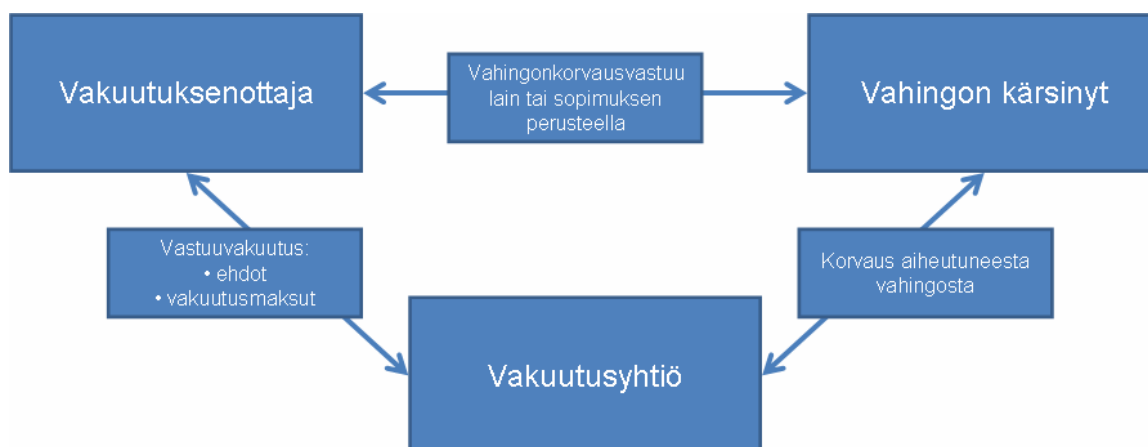 Vakuutuksenottaja
Vahingonkorvausvastuu
lain tai sopimuksen
perusteella
Vahingon kärsinyt
Vastuuvakuutus:
• ehdot
• vakuutusmaksut
Korvaus aiheutuneesta
vahingosta
Vakuutusyhtiö